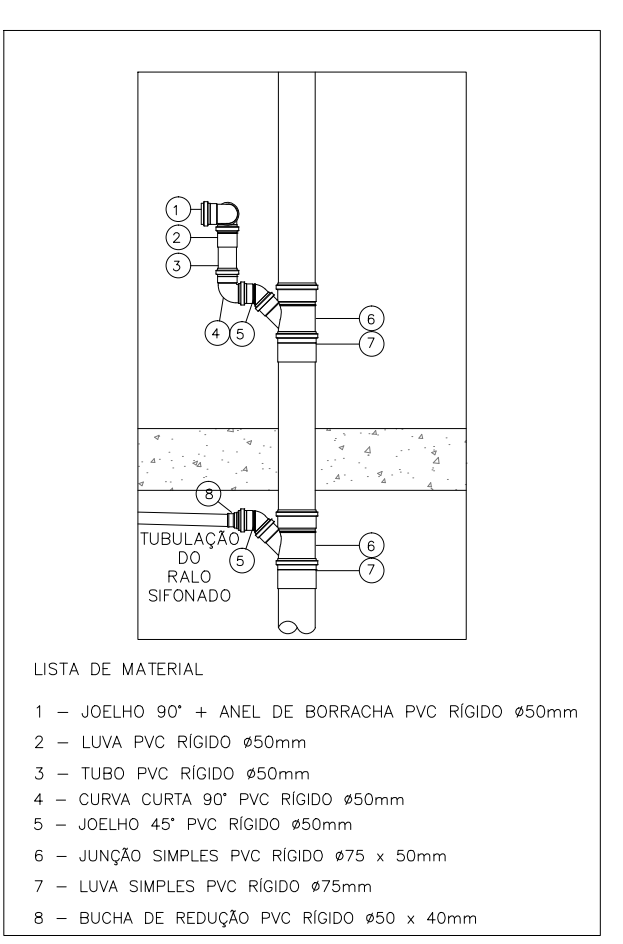 1
2
3
4
5
6
7
8
TUBULAÇÃO
DO
RALO
SIFONADO
5
6
7
LISTA DE MATERIAL
1 – JOELHO 90° + ANEL DE BORRACHA PVC RÍGIDO ø50mm
2 – LUVA PVC RÍGIDO ø50mm
3 – TUBO PVC RÍGIDO ø50mm
4 – CURVA CURTA 90° PVC RÍGIDO ø50mm
5 – JOELHO 45° PVC RÍGIDO ø50mm
6 – JUNÇÃO SIMPLES PVC RÍGIDO ø75 x 50mm
7 – LUVA SIMPLES PVC RÍGIDO ø75mm
8 – BUCHA DE REDUÇÃO PVC RÍGIDO ø50 x 40mm